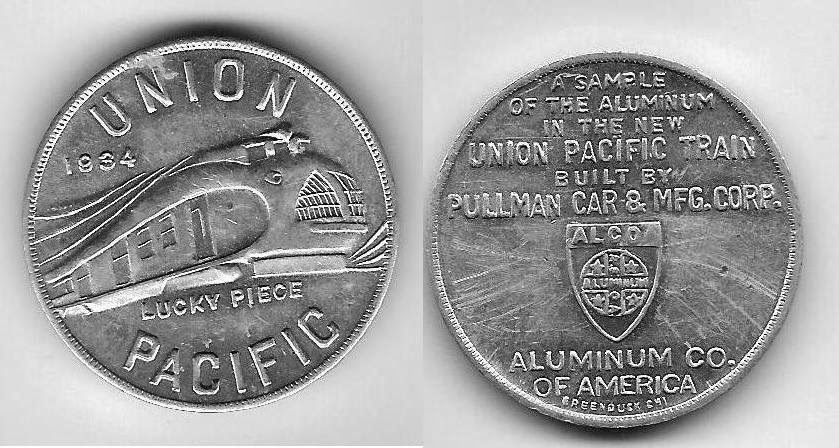 UNION
1934
LUCKY PIECE
PACIFIC
A SAMPLE
OF THE ALUMINUM
IN THE NEW
UNION PACIFIC TRAIN
BUILT BY
PULLMAN CAR & MFG. CORP.
ALCO
ALUMINUM
ALUMINUM CO.
OF AMERICA
GREENDUCK CHI